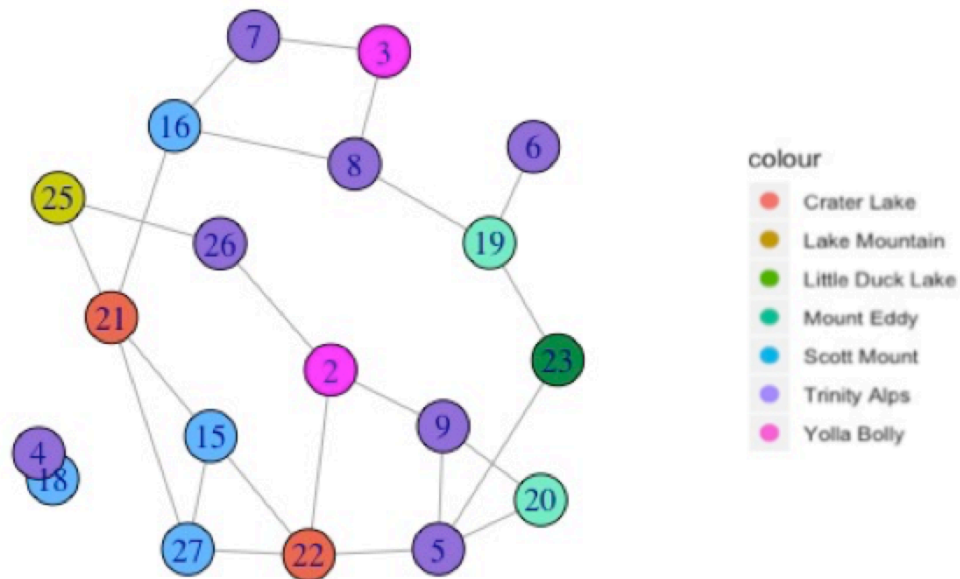 7
3
16
8
6
25
26
19
21
2
23
9
15
4
18
20
27
22
5
colour
Crater Lake
Lake Mountain
Little Duck Lake
Mount Eddy
Scott Mount
Trinity Alps
Yolla Bolly